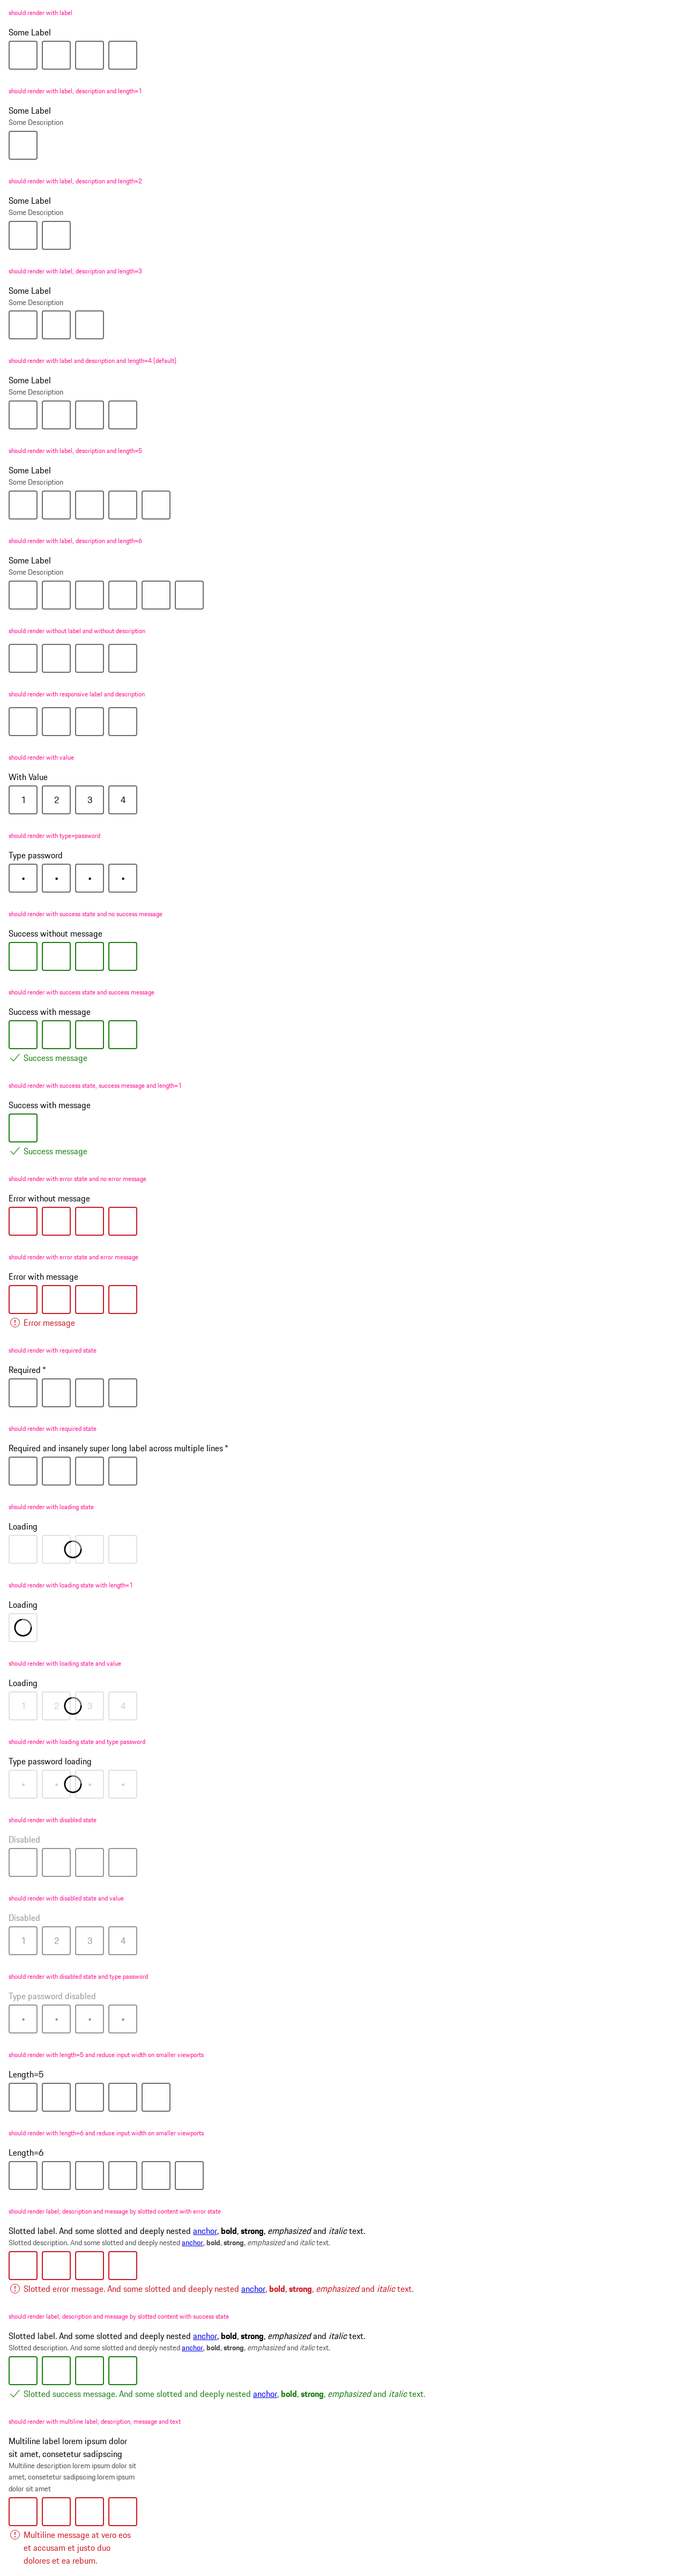 should render with label
Some Label
should render with label, description and length=1
Some Label
Some Description
should render with label, description and length=2
Some Label
Some Description
should render with label, description and length=3
Some Label
Some Description
should render with label and description and length=4 (default)
Some Label
Some Description
should render with label, description and length=5
Some Label
Some Description
should render with label, description and length=6
Some Label
Some Description
should render without label and without description
should render with responsive label and description
should render with value
With Value
1 2 3 4
should render with type=password
Type password
• • • •
should render with success state and no success message
Success without message
should render with success state and success message
Success with message
Success message
should render with success state, success message and length=1
Success with message
Success message
should render with error state and no error message
Error without message
should render with error state and error message
Error with message
Error message
should render with required state
Required *
should render with required state
Required and insanely super long label across multiple lines *
should render with loading state
Loading
should render with loading state with length=1
Loading
should render with loading state and value
Loading
1 2 3 4
should render with loading state and type password
Type password loading
• • • •
should render with disabled state
Disabled
should render with disabled state and value
Disabled
1 2 3 4
should render with disabled state and type password
Type password disabled
• • • •
should render with length=5 and reduce input width on smaller viewports
Length=5
should render with length=6 and reduce input width on smaller viewports
Length=6
should render label, description and message by slotted content with error state
Slotted label. And some slotted and deeply nested anchor, bold, strong, emphasized and italic text.
Slotted description. And some slotted and deeply nested anchor, bold, strong, emphasized and italic text.
Slotted error message. And some slotted and deeply nested anchor, bold, strong, emphasized and italic text.
should render label, description and message by slotted content with success state
Slotted label. And some slotted and deeply nested anchor, bold, strong, emphasized and italic text.
Slotted description. And some slotted and deeply nested anchor, bold, strong, emphasized and italic text.
Slotted success message. And some slotted and deeply nested anchor, bold, strong, emphasized and italic text.
should render with multiline label, description, message and text
Multiline label lorem ipsum dolor
sit amet, consetetur sadipscing
Multiline description lorem ipsum dolor sit
amet, consetetur sadipscing lorem ipsum
dolor sit amet
Multiline message at vero eos
et accusam et justo duo
dolores et ea rebum.